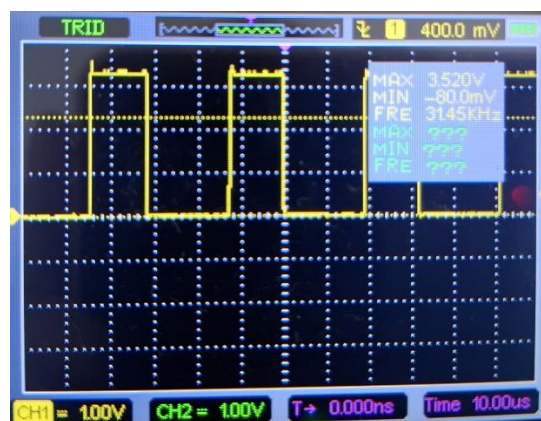 TRID 1 400.0 mV
MAX 3.520V
MIN -80.0mV
FRE 31.45KHz
MAX ???
MIN ???
FRE ???
CH1 = 1.00V CH2 = 1.00V T→ 0.000ns Time 10.00us